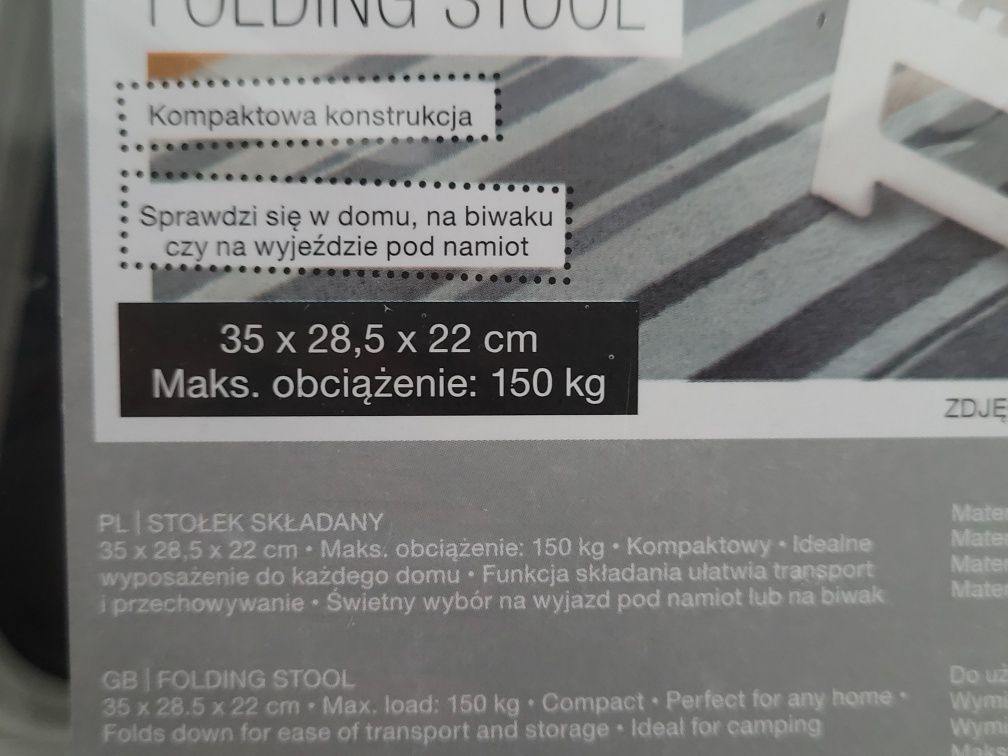 FOLDING STOOL
Kompaktowa konstrukcja
Sprawdzi się w domu, na biwaku
czy na wyjeździe pod namiot
35 x 28,5 x 22 cm
Maks. obciążenie: 150 kg
PL | STOŁEK SKŁADANY
35 x 28,5 x 22 cm • Maks. obciążenie: 150 kg • Kompaktowy • Idealne
wyposażenie do każdego domu • Funkcja składania ułatwia transport
i przechowywanie • Świetny wybór na wyjazd pod namiot lub na biwak
GB | FOLDING STOOL
35 x 28.5 x 22 cm • Max. load: 150 kg • Compact • Perfect for any home •
Folds down for ease of transport and storage • Ideal for camping